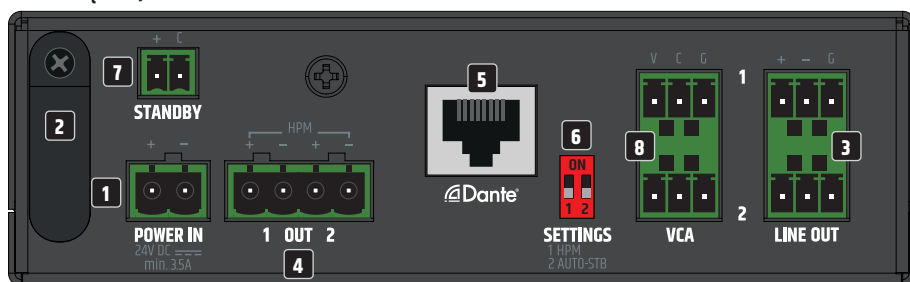 + C
7
STANDBY
2
HPM
+ − + −
+ −
1
POWER IN
24V DC
min. 3.5A
1 OUT 2
4
5
Dante®
6
ON
1 2
SETTINGS
1 HPM
2 AUTO-STB
V C G
8
VCA
1
2
+ − G
3
LINE OUT